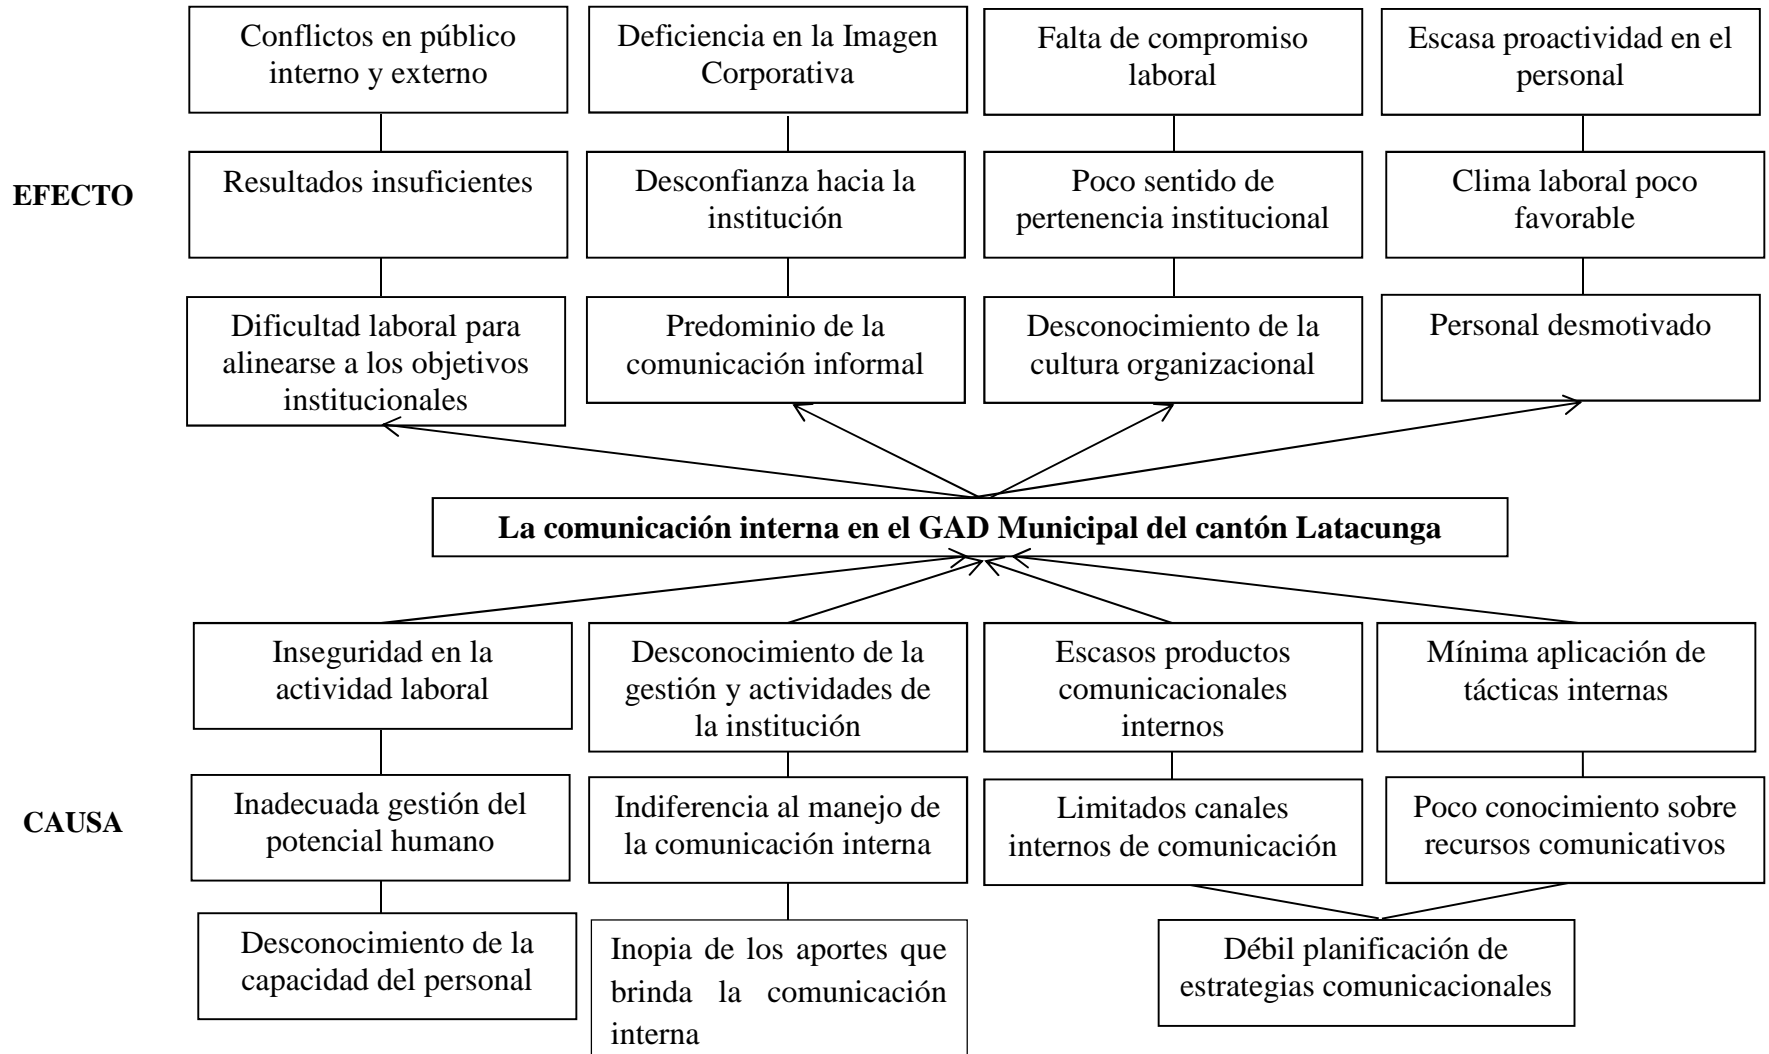 Conflictos en público
interno y externo
Deficiencia en la Imagen
Corporativa
Falta de compromiso
laboral
Escasa proactividad en el
personal
EFECTO
Resultados insuficientes
Desconfianza hacia la
institución
Poco sentido de
pertenencia institucional
Clima laboral poco
favorable
Dificultad laboral para
alinearse a los objetivos
institucionales
Predominio de la
comunicación informal
Desconocimiento de la
cultura organizacional
Personal desmotivado
La comunicación interna en el GAD Municipal del cantón Latacunga
Inseguridad en la
actividad laboral
Desconocimiento de la
gestión y actividades de
la institución
Escasos productos
comunicacionales
internos
Mínima aplicación de
tácticas internas
CAUSA
Inadecuada gestión del
potencial humano
Indiferencia al manejo de
la comunicación interna
Limitados canales
internos de comunicación
Poco conocimiento sobre
recursos comunicativos
Desconocimiento de la
capacidad del personal
Inopia de los aportes que
brinda la comunicación
interna
Débil planificación de
estrategias comunicacionales